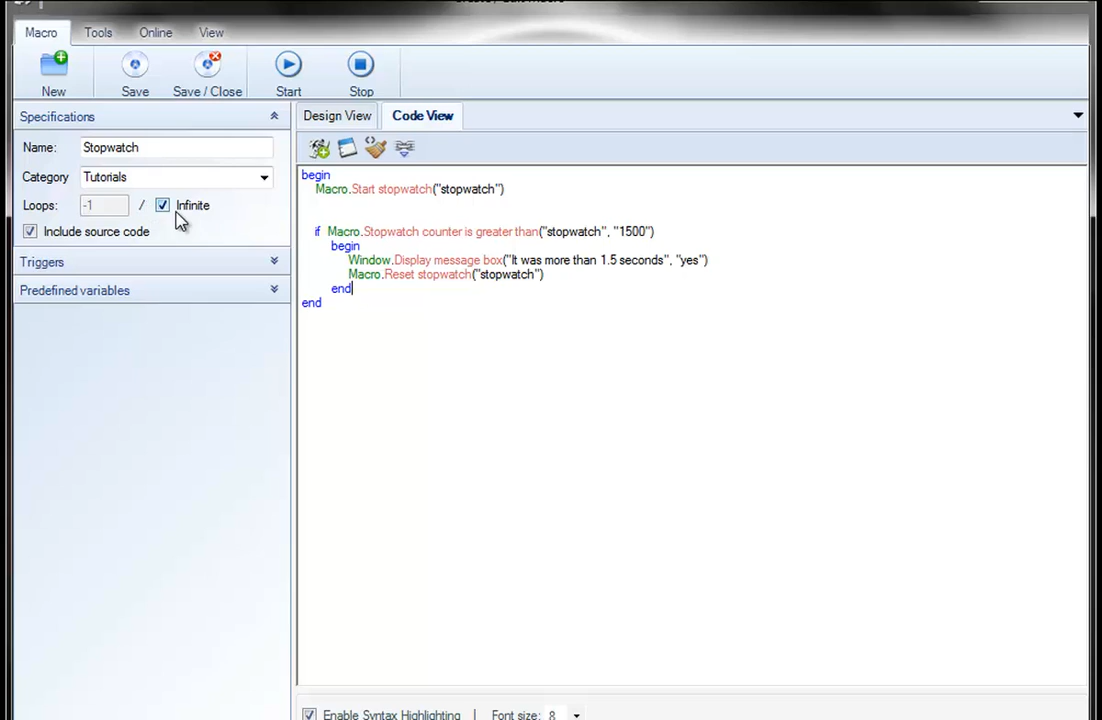 Macro Tools Online View
New Save Save / Close Start Stop
Specifications
Name: Stopwatch
Category Tutorials
Loops: -1 / Infinite
Include source code
Triggers
Predefined variables
Design View Code View
begin
Macro.Start stopwatch("stopwatch")
if Macro.Stopwatch counter is greater than("stopwatch", "1500")
begin
Window.Display message box("It was more than 1.5 seconds", "yes")
Macro.Reset stopwatch("stopwatch")
end
end
Enable Syntax Highlighting | Font size: 8